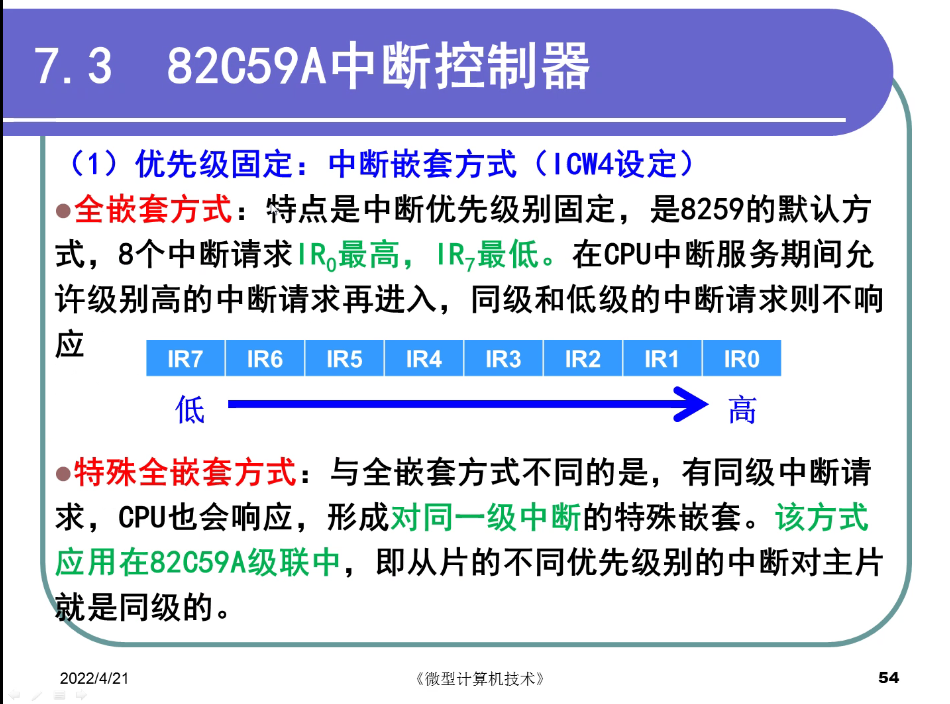 7.3 82C59A中断控制器
（1）优先级固定：中断嵌套方式（ICW4设定）
●全嵌套方式：特点是中断优先级别固定，是8259的默认方
式，8个中断请求IR0最高，IR7最低。在CPU中断服务期间允
许级别高的中断请求再进入，同级和低级的中断请求则不响
应
IR7 IR6 IR5 IR4 IR3 IR2 IR1 IR0
低 高
●特殊全嵌套方式：与全嵌套方式不同的是，有同级中断请
求，CPU也会响应，形成对同一级中断的特殊嵌套。该方式
应用在82C59A级联中，即从片的不同优先级别的中断对主片
就是同级的。
2022/4/21 《微型计算机技术》 54